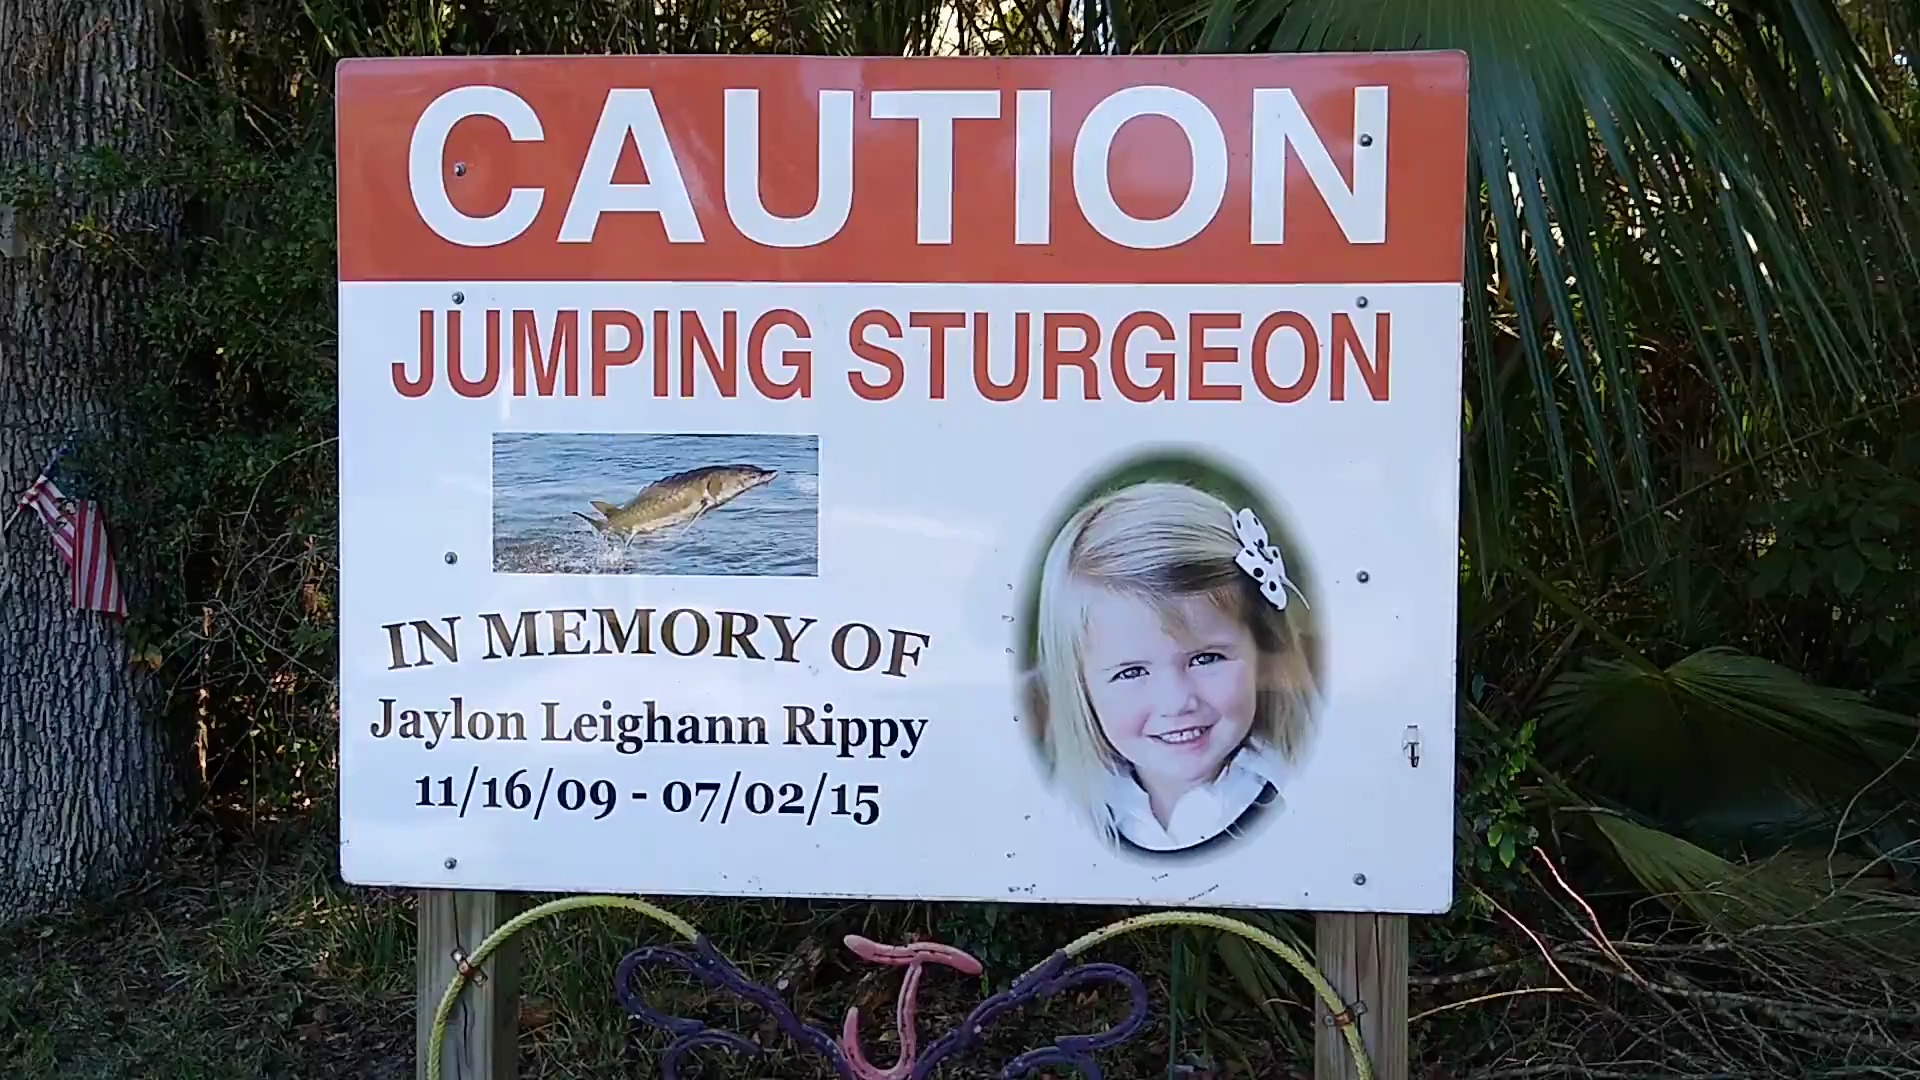 CAUTION
JUMPING STURGEON
IN MEMORY OF
Jaylon Leighann Rippy
11/16/09 - 07/02/15
J